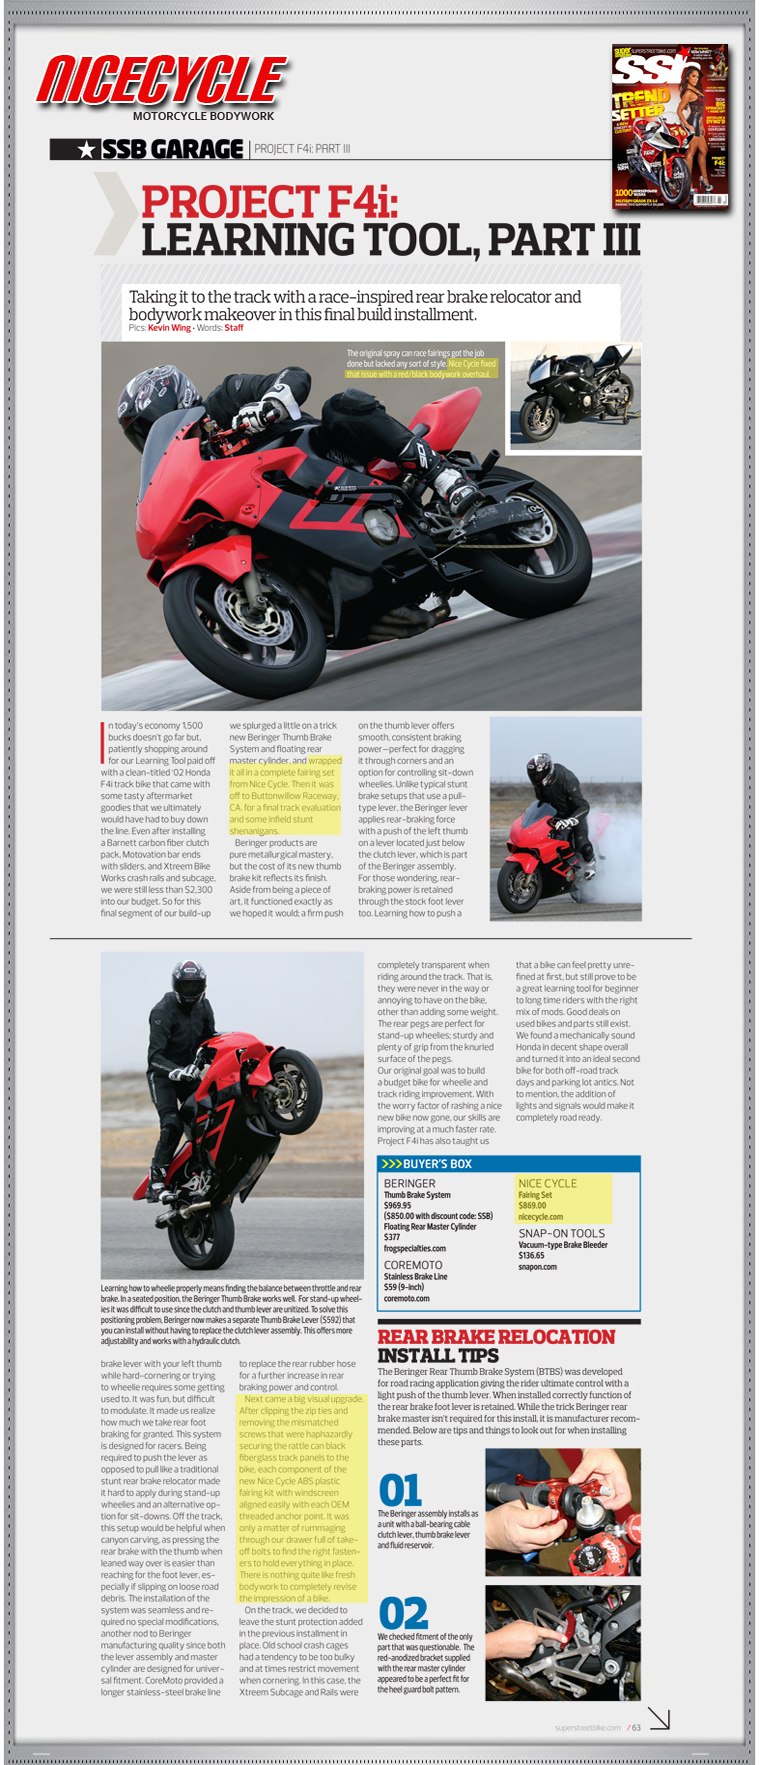 NICECYCLE
MOTORCYCLE BODYWORK
SSB GARAGE PROJECT F4i: PART III
SSB
TREND
SETTER
1000
PROJECT F4i:
LEARNING TOOL, PART III
Taking it to the track with a race-inspired rear brake relocator and
bodywork makeover in this final build installment.
Pics: Kevin Wing • Words: Staff
The original spray can race fairings got the job
done but lacked any sort of style. Nice Cycle fixed
that issue with a red/black bodywork overhaul.
In today's economy 1,500
bucks doesn't go far but,
patiently shopping around
for our Learning Tool paid off
with a clean-titled '02 Honda
F4i track bike that came with
some tasty aftermarket
goodies that we ultimately
would have had to buy down
the line. Even after installing
a Barnett carbon fiber clutch
pack, Motovation bar ends
with sliders, and Xtreem Bike
Works crash rails and subcage,
we were still less than $2,300
into our budget. So for this
final segment of our build-up
we splurged a little on a trick
new Beringer Thumb Brake
System and floating rear
master cylinder, and wrapped
it all in a complete fairing set
from Nice Cycle. Then it was
off to Buttonwillow Raceway,
CA. for a final track evaluation
and some infield stunt
shenanigans.
Beringer products are
pure metallurgical mastery,
but the cost of its new thumb
brake kit reflects its finish.
Aside from being a piece of
art, it functioned exactly as
we hoped it would; a firm push
on the thumb lever offers
smooth, consistent braking
power—perfect for dragging
it through corners and an
option for controlling sit-down
wheelies. Unlike typical stunt
brake setups that use a pull-
type lever, the Beringer lever
applies rear-braking force
with a push of the left thumb
on a lever located just below
the clutch lever, which is part
of the Beringer assembly.
For those wondering, rear-
braking power is retained
through the stock foot lever
too. Learning how to push a
Learning how to wheelie properly means finding the balance between throttle and rear
brake. In a seated position, the Beringer Thumb Brake works well. For stand-up wheel-
ies it was difficult to use since the clutch and thumb lever are unitized. To solve this
positioning problem, Beringer now makes a separate Thumb Brake Lever ($592) that
you can install without having to replace the clutch lever assembly. This offers more
adjustability and works with a hydraulic clutch.
brake lever with your left thumb
while hard-cornering or trying
to wheelie requires some getting
used to. It was fun, but difficult
to modulate. It made us realize
how much we take rear foot
braking for granted. This system
is designed for racers. Being
required to push the lever as
opposed to pull like a traditional
stunt rear brake relocator made
it hard to apply during stand-up
wheelies and an alternative op-
tion for sit-downs. Off the track,
this setup would be helpful when
canyon carving, as pressing the
rear brake with the thumb when
leaned way over is easier than
reaching for the foot lever, es-
pecially if slipping on loose road
debris. The installation of the
system was seamless and re-
quired no special modifications,
another nod to Beringer
manufacturing quality since both
the lever assembly and master
cylinder are designed for univer-
sal fitment. CoreMoto provided a
longer stainless-steel brake line
to replace the rear rubber hose
for a further increase in rear
braking power and control.
Next came a big visual upgrade.
After clipping the zip ties and
removing the mismatched
screws that were haphazardly
securing the rattle can black
fiberglass track panels to the
bike, each component of the
new Nice Cycle ABS plastic
fairing kit with windscreen
aligned easily with each OEM
threaded anchor point. It was
only a matter of rummaging
through our drawer full of take-
off bolts to find the right fasten-
ers to hold everything in place.
There is nothing quite like fresh
bodywork to completely revise
the impression of a bike.
On the track, we decided to
leave the stunt protection added
in the previous installment in
place. Old school crash cages
had a tendency to be too bulky
and at times restrict movement
when cornering. In this case, the
Xtreem Subcage and Rails were
completely transparent when
riding around the track. That is,
they were never in the way or
annoying to have on the bike,
other than adding some weight.
The rear pegs are perfect for
stand-up wheelies; sturdy and
plenty of grip from the knurled
surface of the pegs.
Our original goal was to build
a budget bike for wheelie and
track riding improvement. With
the worry factor of rashing a nice
new bike now gone, our skills are
improving at a much faster rate.
Project F4i has also taught us
that a bike can feel pretty unre-
fined at first, but still prove to be
a great learning tool for beginner
to long time riders with the right
mix of mods. Good deals on
used bikes and parts still exist.
We found a mechanically sound
Honda in decent shape overall
and turned it into an ideal second
bike for both off-road track
days and parking lot antics. Not
to mention, the addition of
lights and signals would make it
completely road ready.
>>>BUYER'S BOX
BERINGER
Thumb Brake System
$969.95
($850.00 with discount code: SSB)
Floating Rear Master Cylinder
$377
frogspecialties.com
COREMOTO
Stainless Brake Line
$59 (9-inch)
coremoto.com
NICE CYCLE
Fairing Set
$869.00
nicecycle.com
SNAP-ON TOOLS
Vacuum-type Brake Bleeder
$136.65
snapon.com
REAR BRAKE RELOCATION
INSTALL TIPS
The Beringer Rear Thumb Brake System (BTBS) was developed
for road racing application giving the rider ultimate control with a
light push of the thumb lever. When installed correctly function of
the rear brake foot lever is retained. While the trick Beringer rear
brake master isn't required for this install, it is manufacturer recom-
mended. Below are tips and things to look out for when installing
these parts.
01
The Beringer assembly installs as
a unit with a ball-bearing cable
clutch lever, thumb brake lever
and fluid reservoir.
02
We checked fitment of the only
part that was questionable. The
red-anodized bracket supplied
with the rear master cylinder
appeared to be a perfect fit for
the heel guard bolt pattern.
superstreetbike.com / 63